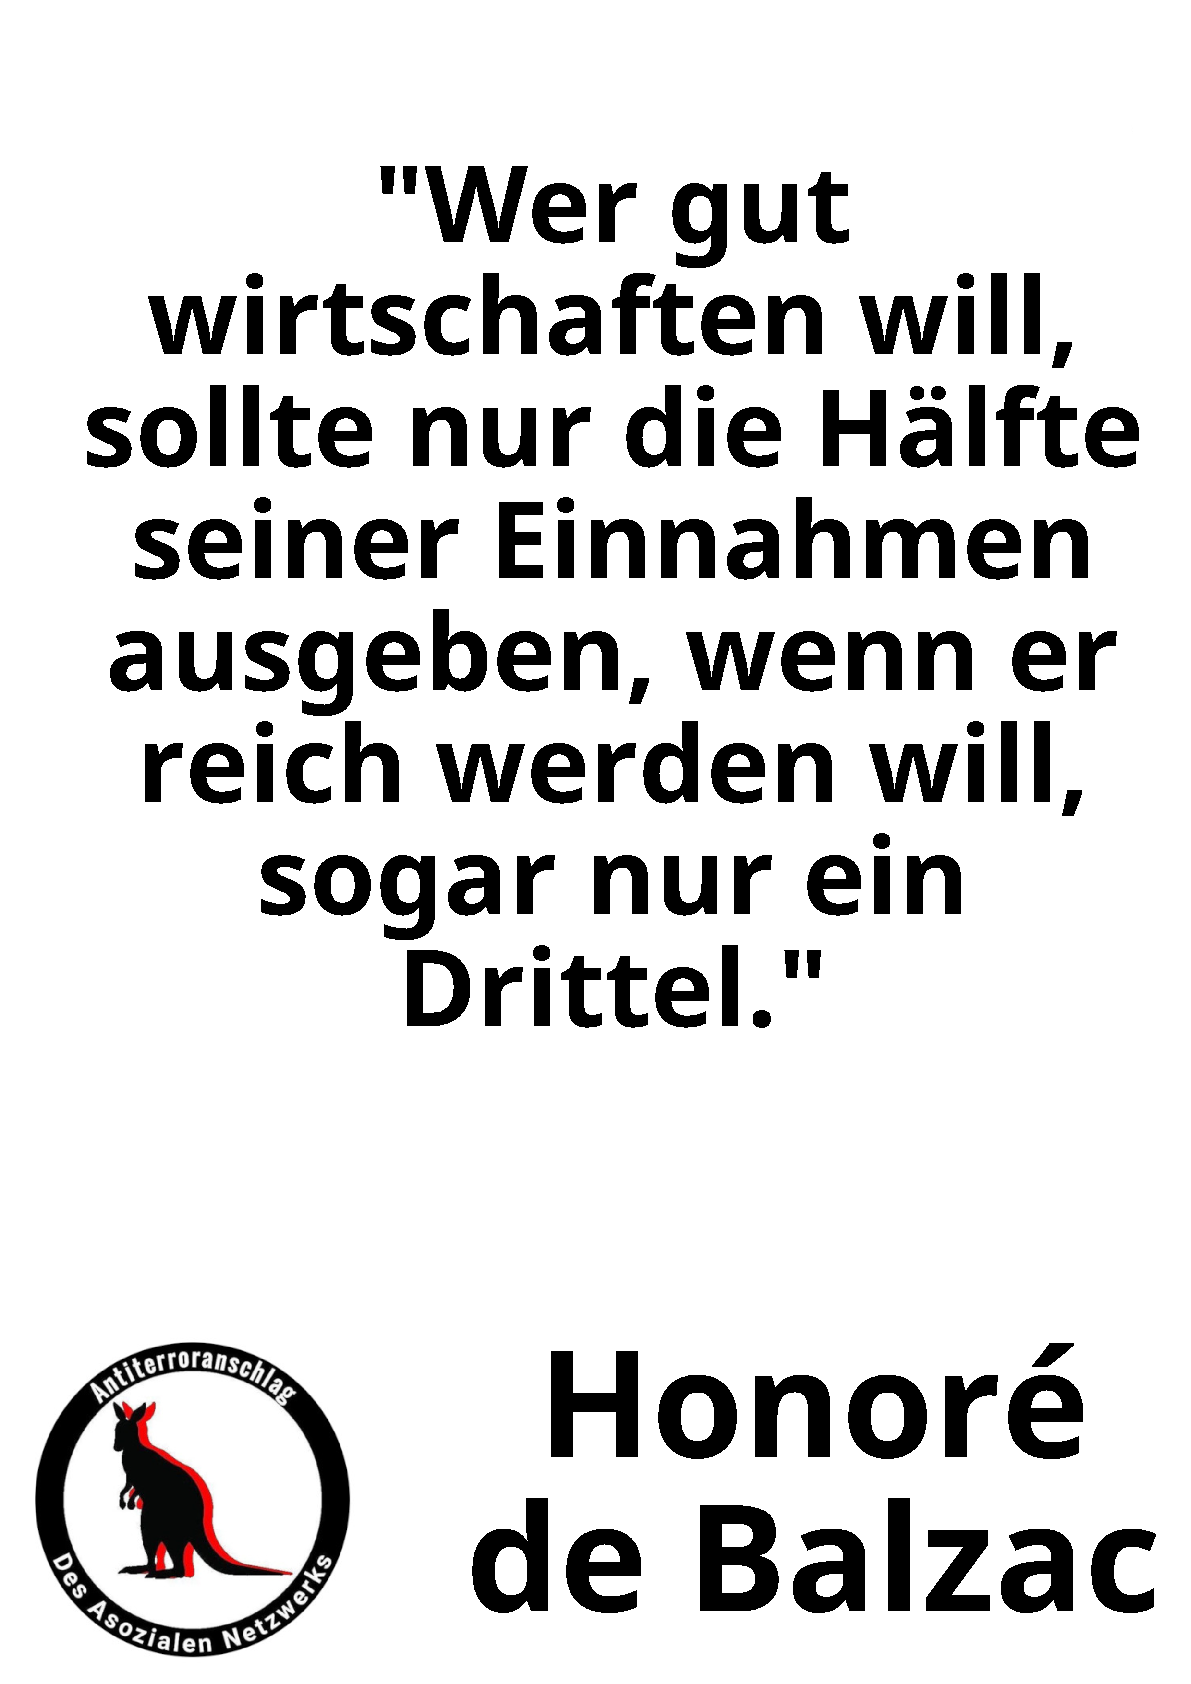 "Wer gut
wirtschaften will,
sollte nur die Hälfte
seiner Einnahmen
ausgeben, wenn er
reich werden will,
sogar nur ein
Drittel."
Antiterroranschlag
Des Asozialen Netzwerks
Honoré
de Balzac